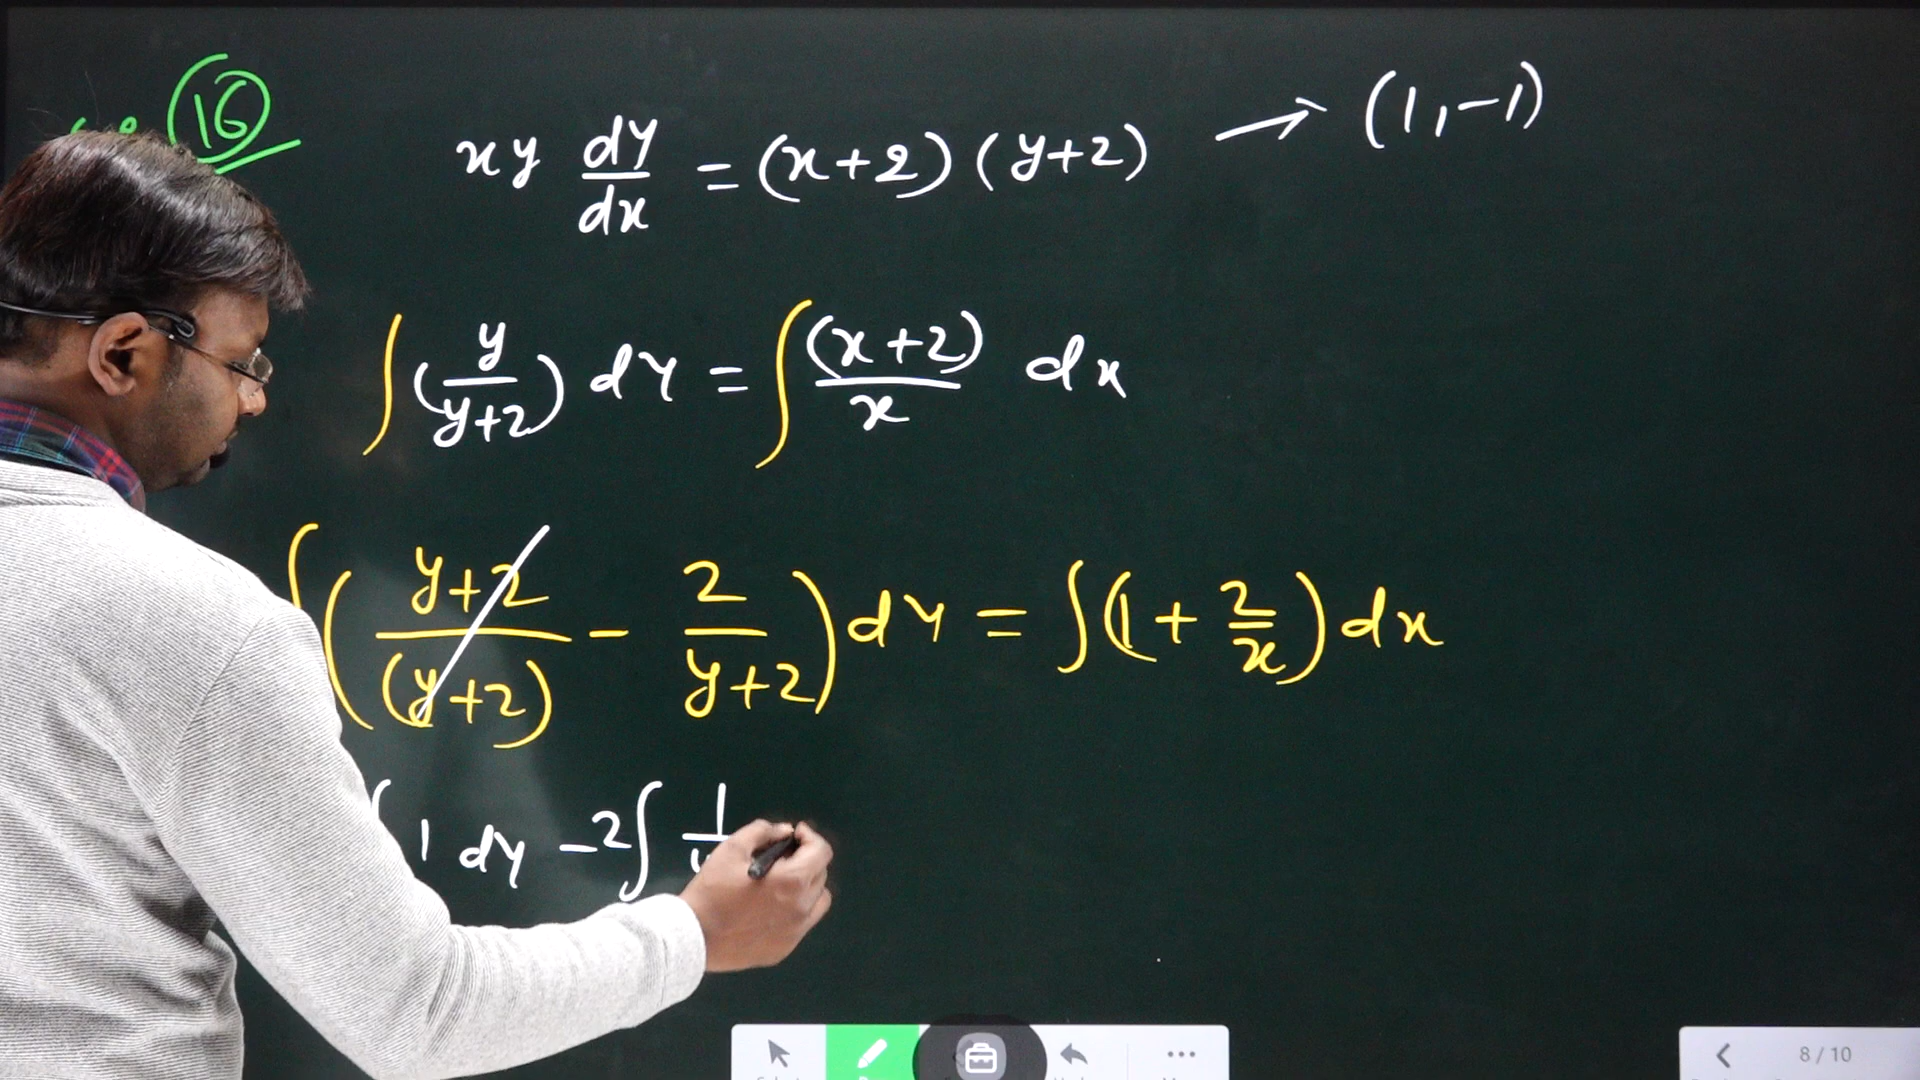 16
xy dy/dx = (x+2)(y+2) → (1,-1)
∫(y/y+2) dy = ∫(x+2)/x dx
∫(y+2/(y+2) - 2/y+2) dy = ∫(1 + 2/x) dx
∫ 1 dy - 2∫ 1/
8 / 10